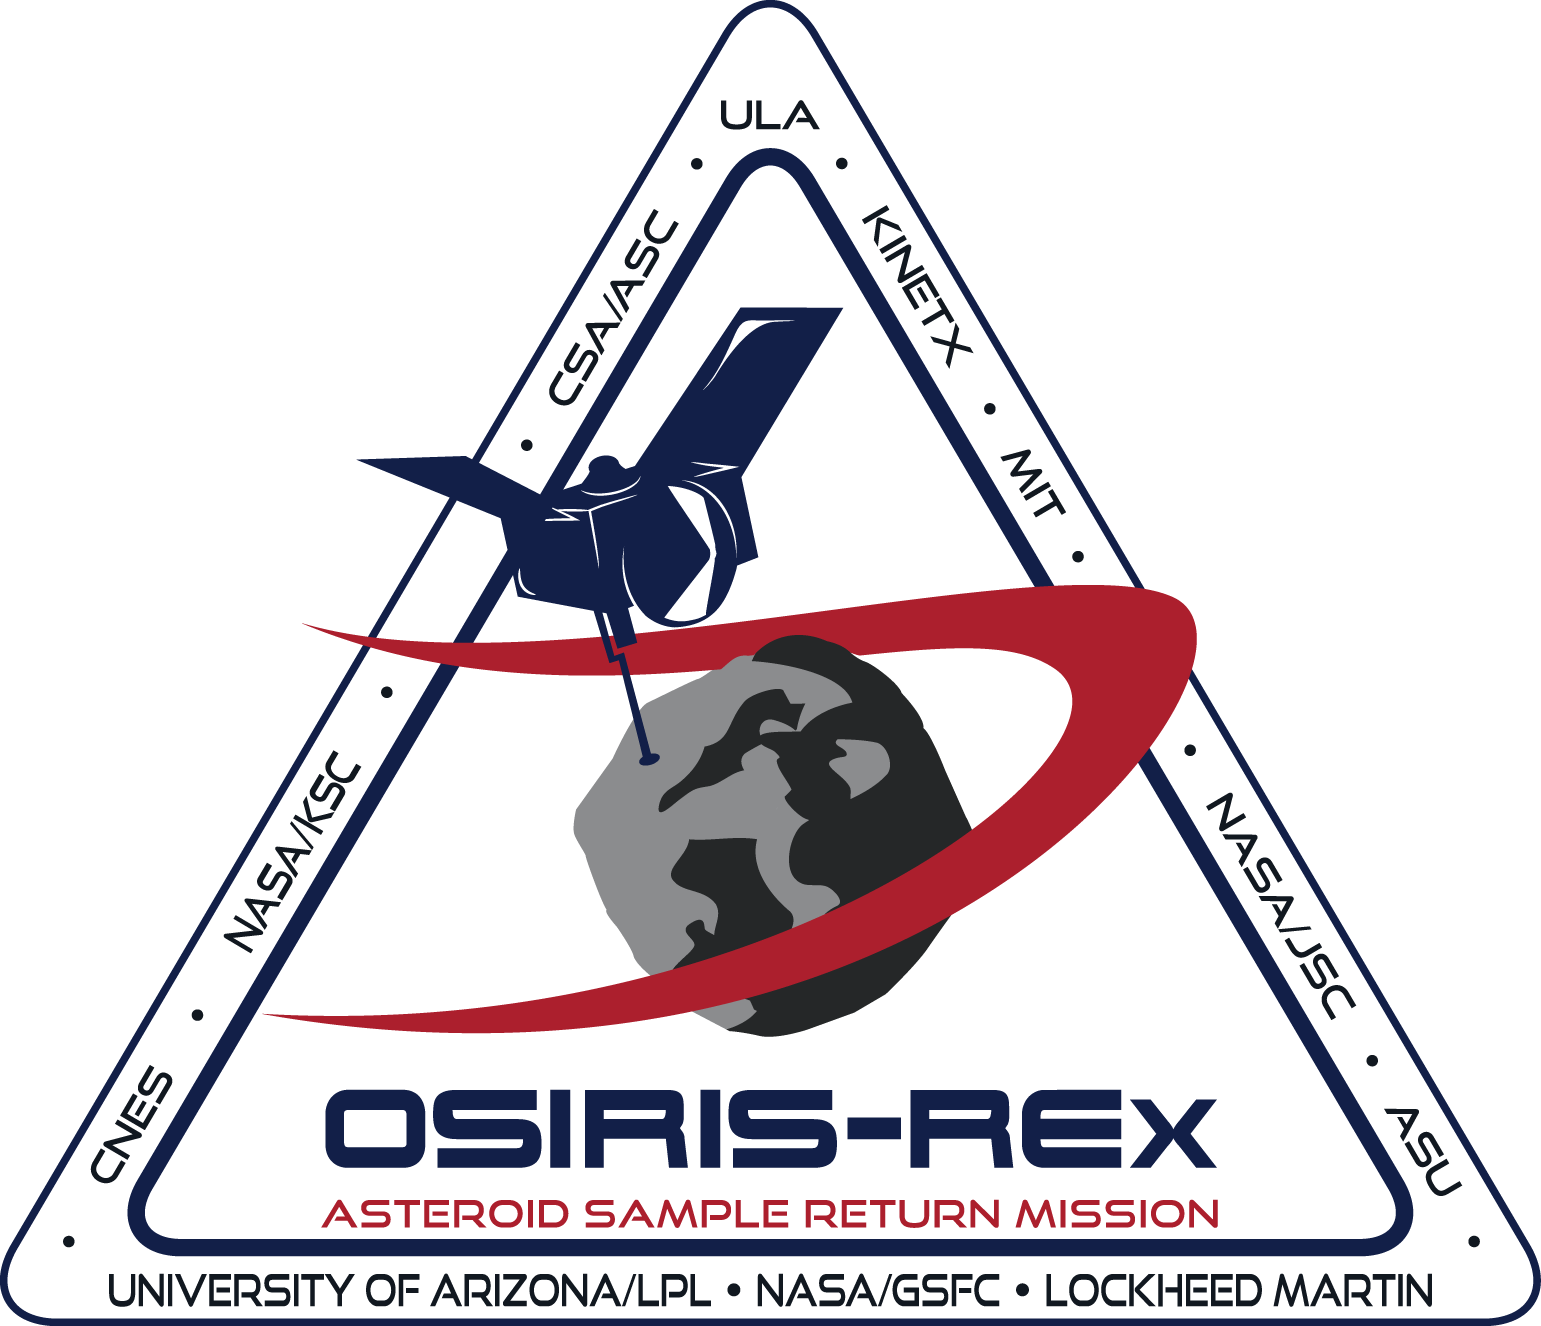 ULA
CSA/ASC
KINETX
MIT
NASA/KSC
NASA/JSC
CNES
ASU
OSIRIS-REx
ASTEROID SAMPLE RETURN MISSION
UNIVERSITY OF ARIZONA/LPL • NASA/GSFC • LOCKHEED MARTIN